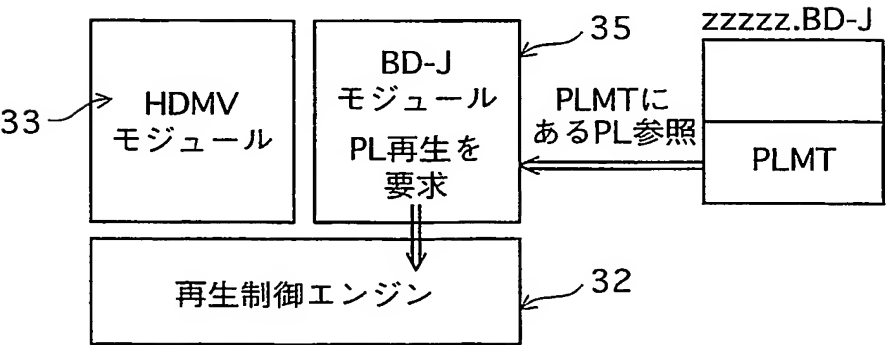 zzzzz.BD-J
35
BD-J
モジュール
PL再生を
要求
HDMV
モジュール
33
PLMTに
あるPL参照
PLMT
再生制御エンジン
32